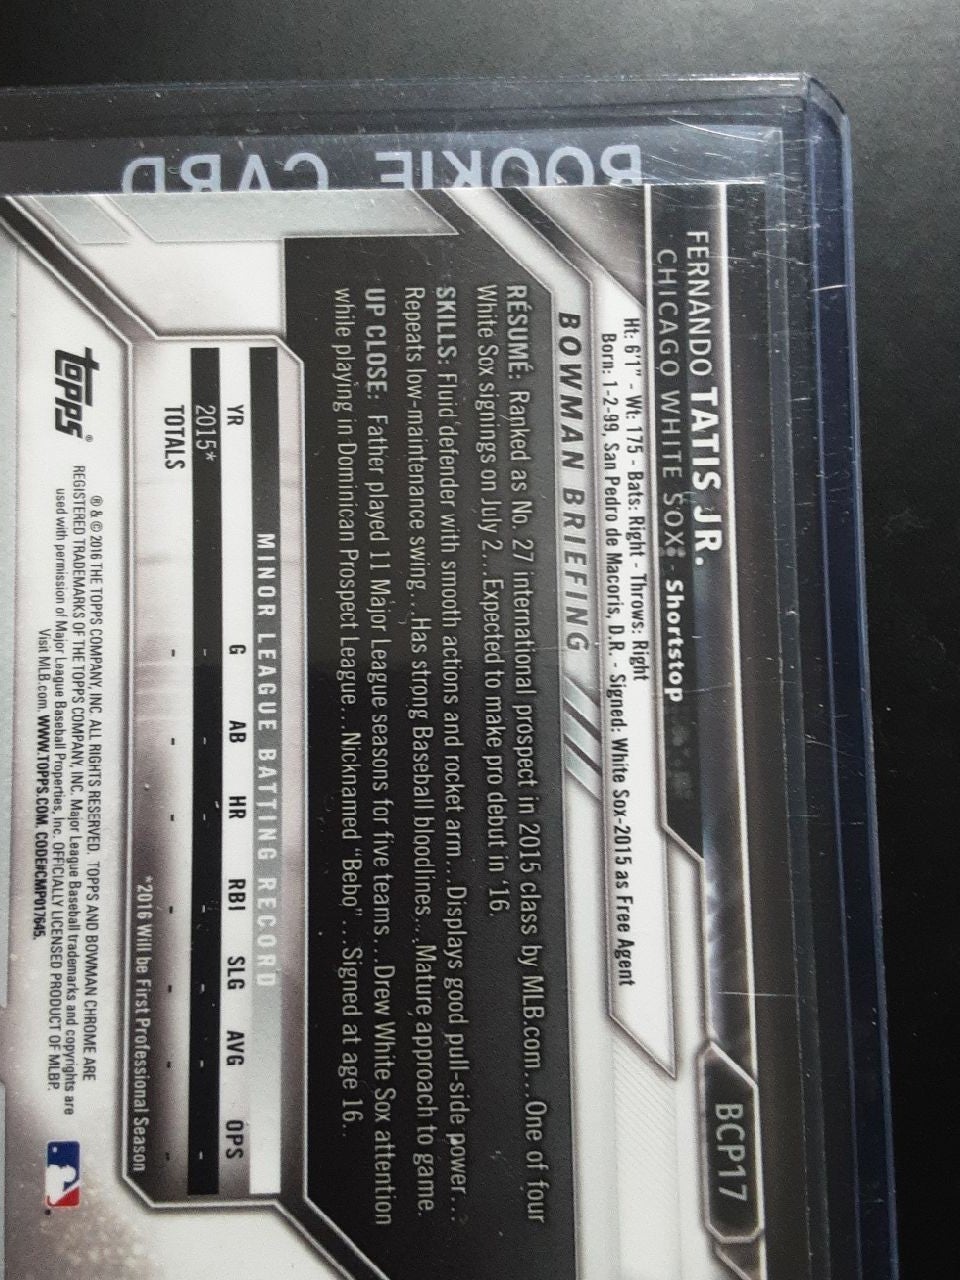 ROOKIE CARD
FERNANDO TATIS JR.
CHICAGO WHITE SOX - Shortstop
BCP17
Ht: 6'1" - Wt: 175 - Bats: Right - Throws: Right
Born: 1-2-99, San Pedro de Macoris, D.R. - Signed: White Sox-2015 as Free Agent
BOWMAN BRIEFING
RÉSUMÉ: Ranked as No. 27 international prospect in 2015 class by MLB.com...One of four
White Sox signings on July 2...Expected to make pro debut in '16.
SKILLS: Fluid defender with smooth actions and rocket arm...Displays good pull-side power...
Repeats low-maintenance swing...Has strong Baseball bloodlines...Mature approach to game.
UP CLOSE: Father played 11 Major League seasons for five teams...Drew White Sox attention
while playing in Dominican Prospect League...Nicknamed "Bebo"...Signed at age 16.
MINOR LEAGUE BATTING RECORD
YR G AB HR RBI SLG AVG OPS
2015* - - - - - - -
TOTALS - - - - - - -
*2016 Will be First Professional Season
topps®
® & © 2016 THE TOPPS COMPANY, INC. ALL RIGHTS RESERVED. TOPPS AND BOWMAN CHROME ARE
REGISTERED TRADEMARKS OF THE TOPPS COMPANY, INC. Major League Baseball trademarks and copyrights are
used with permission of Major League Baseball Properties, Inc. OFFICIALLY LICENSED PRODUCT OF MLBP.
Visit MLB.com. WWW.TOPPS.COM. CODE#CMP017645.